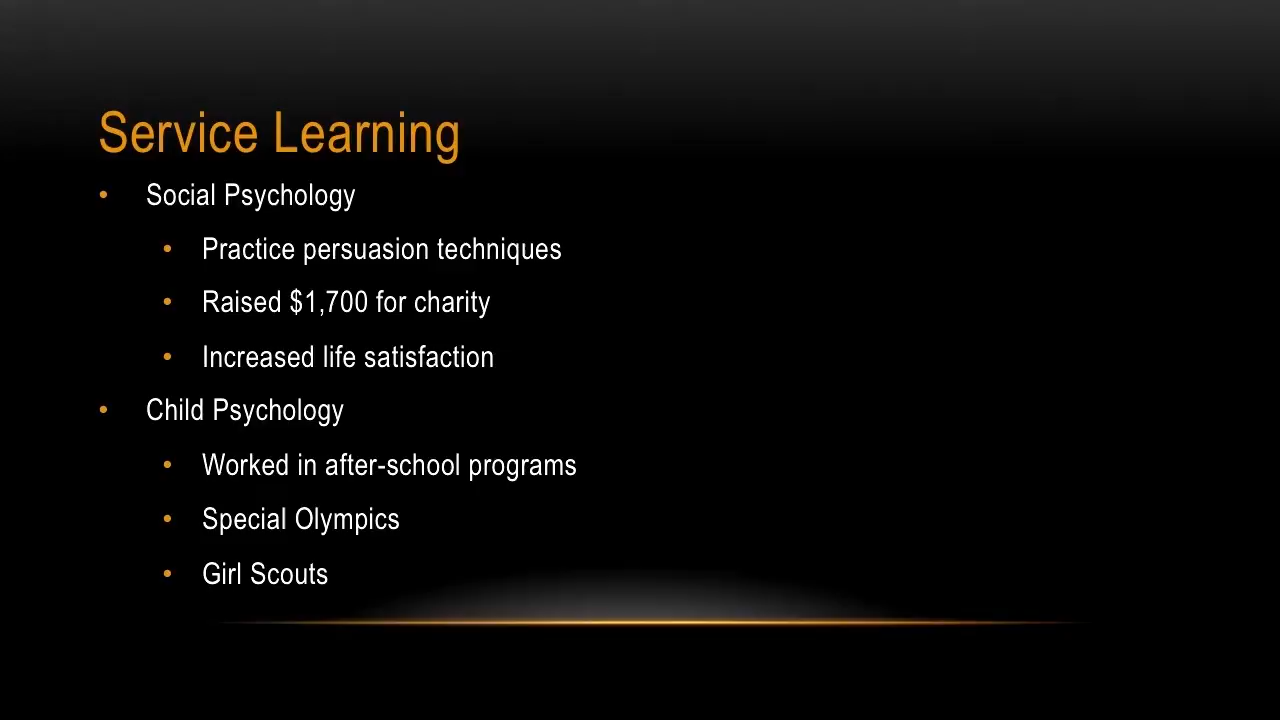 Service Learning
• Social Psychology
• Practice persuasion techniques
• Raised $1,700 for charity
• Increased life satisfaction
• Child Psychology
• Worked in after-school programs
• Special Olympics
• Girl Scouts